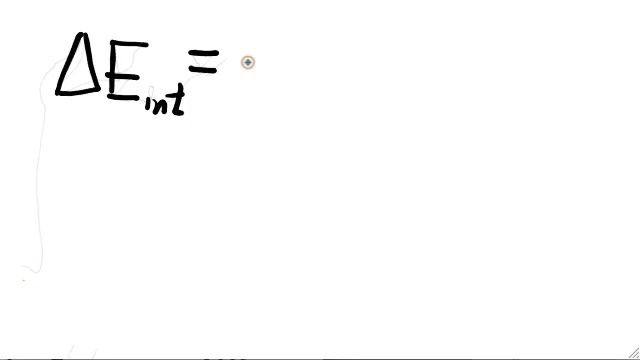 ΔE_int =